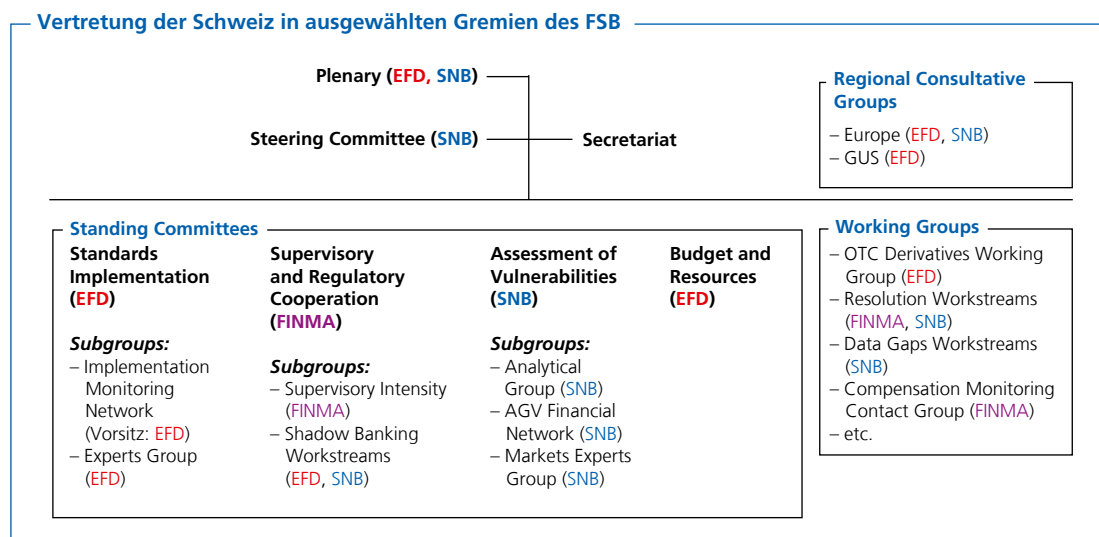 Vertretung der Schweiz in ausgewählten Gremien des FSB
Plenary (EFD, SNB)
Steering Committee (SNB)
Secretariat
Regional Consultative
Groups
– Europe (EFD, SNB)
– GUS (EFD)
Standing Committees
Standards
Implementation
(EFD)
Subgroups:
– Implementation
Monitoring
Network
(Vorsitz: EFD)
– Experts Group
(EFD)
Supervisory
and Regulatory
Cooperation
(FINMA)
Subgroups:
– Supervisory Intensity
(FINMA)
– Shadow Banking
Workstreams
(EFD, SNB)
Assessment of
Vulnerabilities
(SNB)
Subgroups:
– Analytical
Group (SNB)
– AGV Financial
Network (SNB)
– Markets Experts
Group (SNB)
Budget and
Resources
(EFD)
Working Groups
– OTC Derivatives Working
Group (EFD)
– Resolution Workstreams
(FINMA, SNB)
– Data Gaps Workstreams
(SNB)
– Compensation Monitoring
Contact Group (FINMA)
– etc.